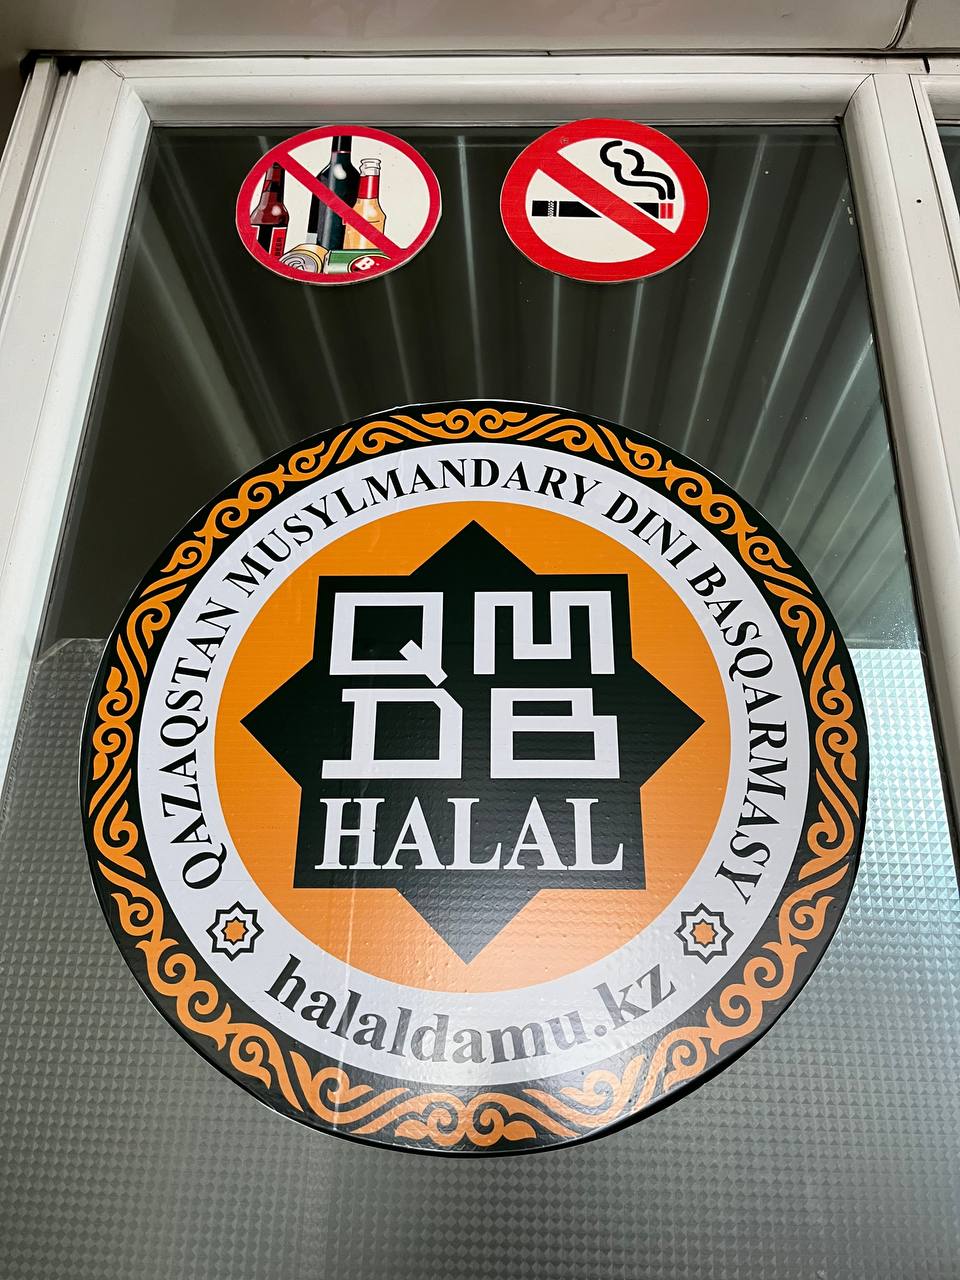 QAZAQSTAN MUSYLMANDARY DINI BASQARMASY
QM
DB
HALAL
halaldamu.kz